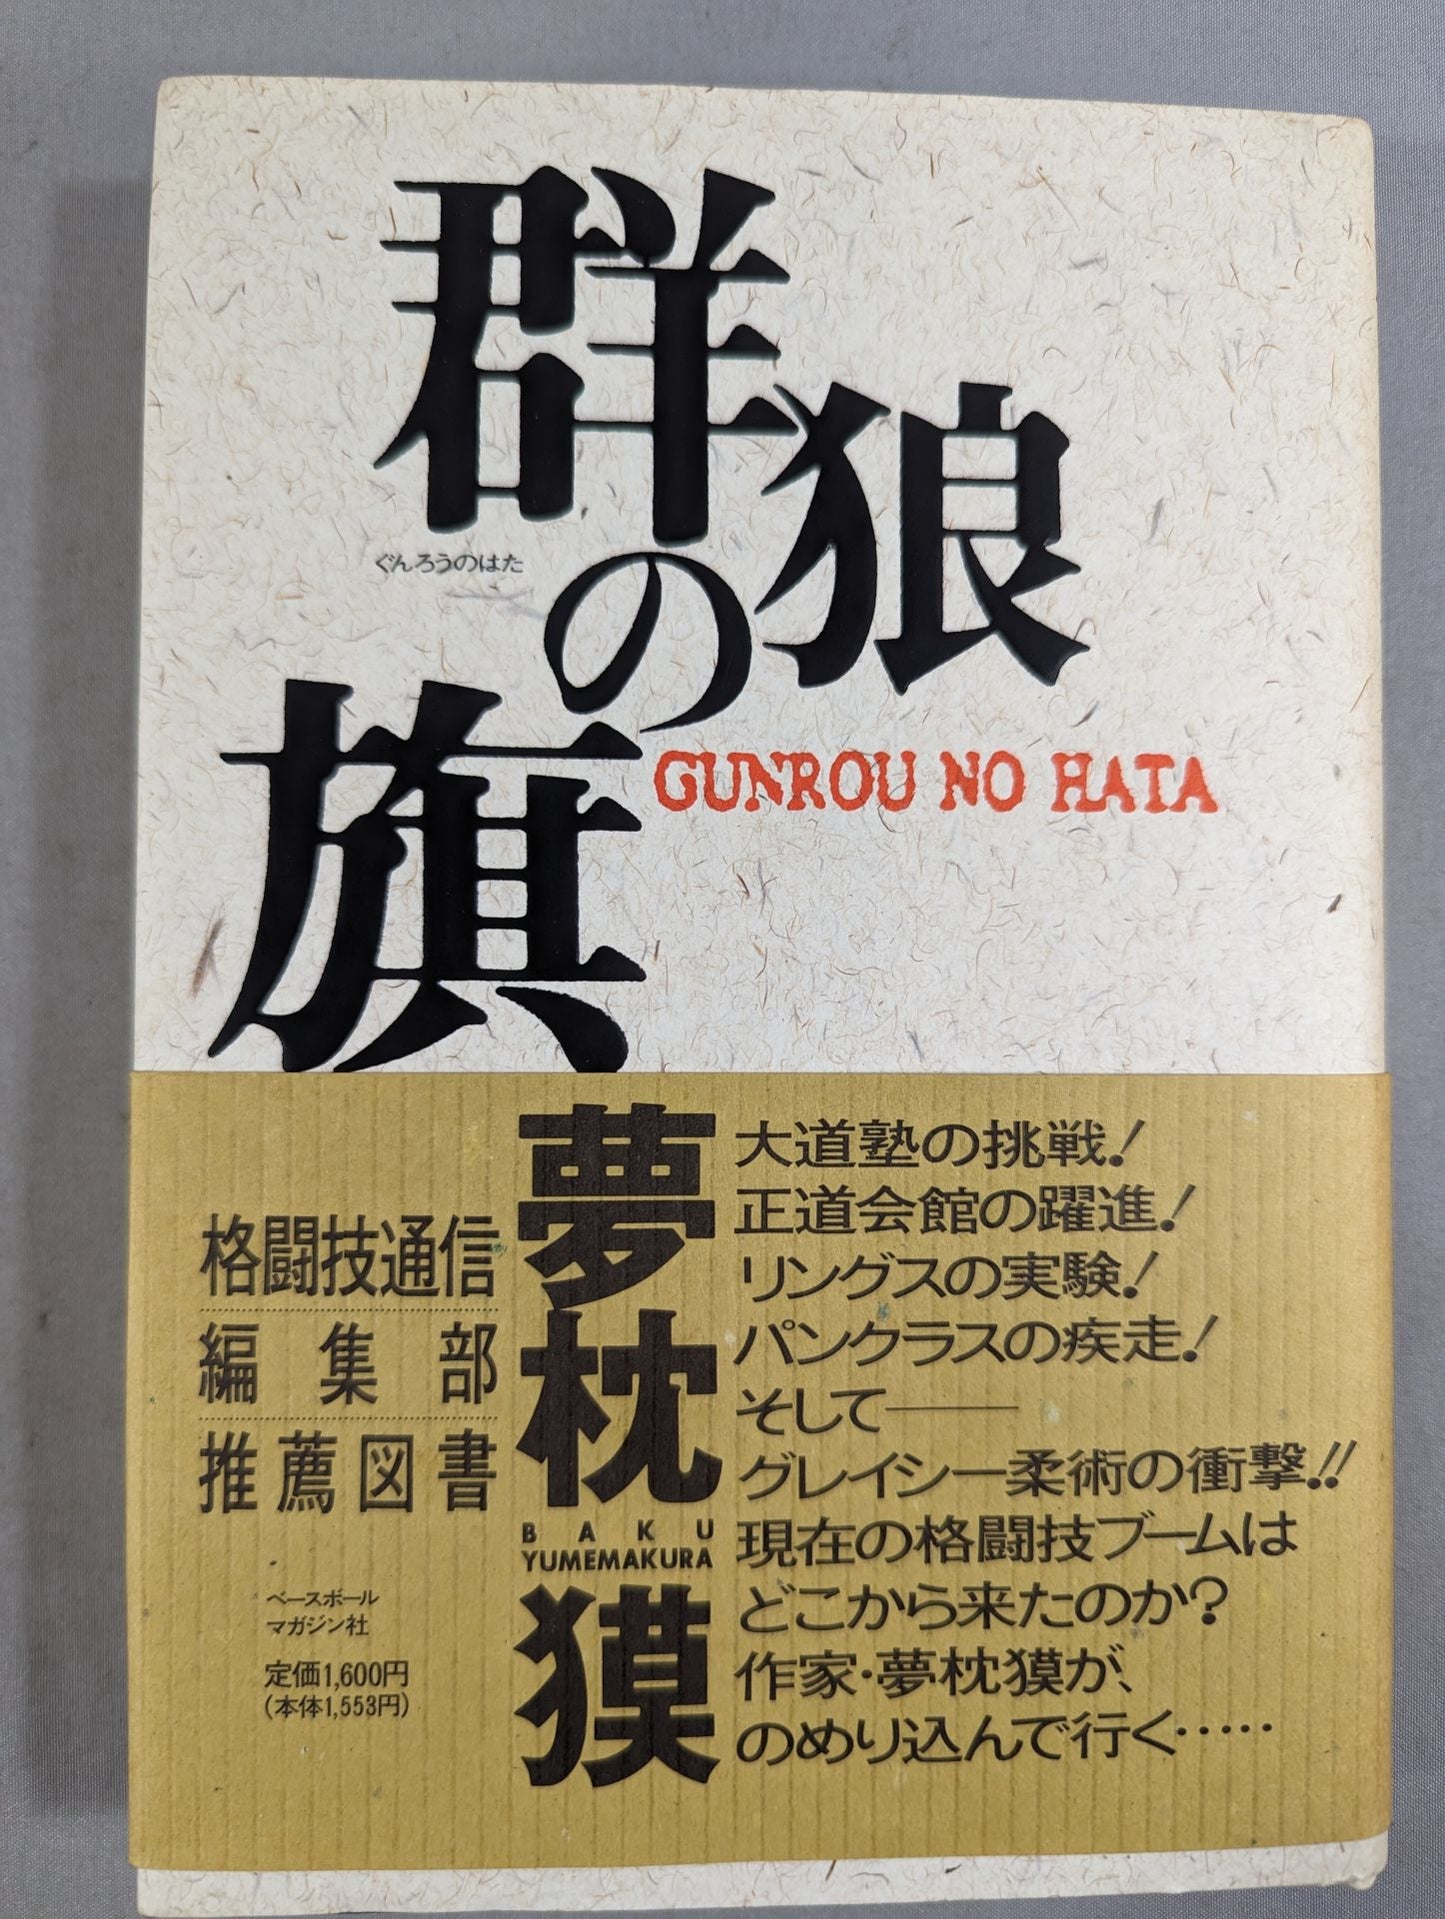 群狼の旗
ぐんろうのはた
GUNROU NO HATA
夢枕獏
BAKU
YUMEMAKURA
大道塾の挑戦!
正道会館の躍進!
リングスの実験!
パンクラスの疾走!
そして――
グレイシー柔術の衝撃!!
現在の格闘技ブームは
どこから来たのか?
作家・夢枕獏が、
のめり込んで行く……
格闘技通信
編集部
推薦図書
ベースボール
マガジン社
定価1,600円
(本体1,553円)